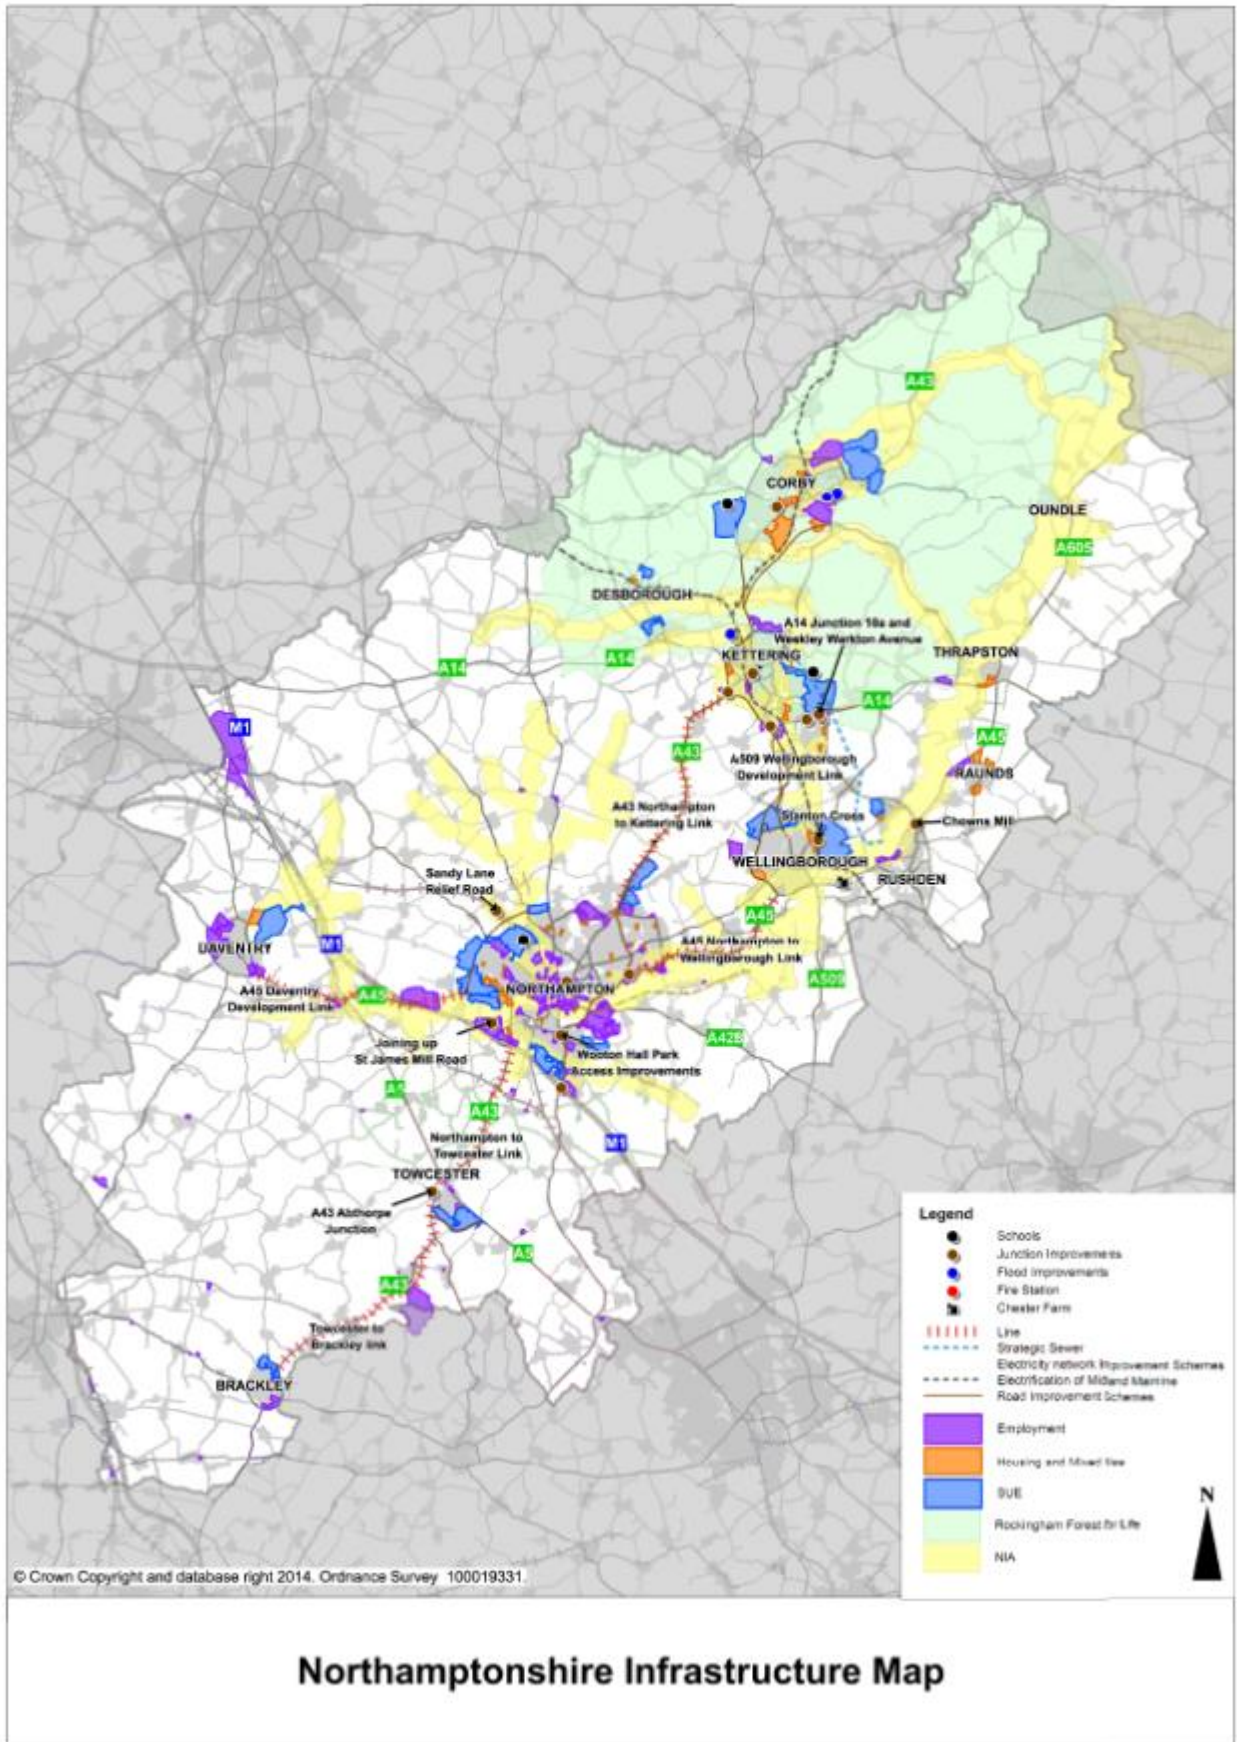 A43
CORBY
OUNDLE
A605
DESBOROUGH
A14 Junction 10a and
Weekley Warkton Avenue
KETTERING
THRAPSTON
A14
A14
A14
M1
A43
A45
A509 Wellingborough
Development Link
RAUNDS
A43 Northampton
to Kettering Link
Stanton Cross
Chowns Mill
WELLINGBOROUGH
RUSHDEN
Sandy Lane
Relief Road
A45
DAVENTRY
M1
A45 Northampton to
Wellingborough Link
A509
NORTHAMPTON
A45 Daventry
Development Link
A45
A428
Joining up
St James Mill Road
Wooton Hall Park
Access Improvements
A5
A43
M1
Northampton to
Towcester Link
TOWCESTER
A43 Abthorpe
Junction
A5
A43
Towcester to
Brackley link
BRACKLEY
Legend
Schools
Junction Improvements
Flood Improvements
Fire Station
Chester Farm
Line
Strategic Sewer
Electricity network Improvement Schemes
Electrification of Midland Mainline
Road Improvement Schemes
Employment
Housing and Mixed Use
SUE
Rockingham Forest for Life
NIA
N
© Crown Copyright and database right 2014. Ordnance Survey 100019331.
Northamptonshire Infrastructure Map